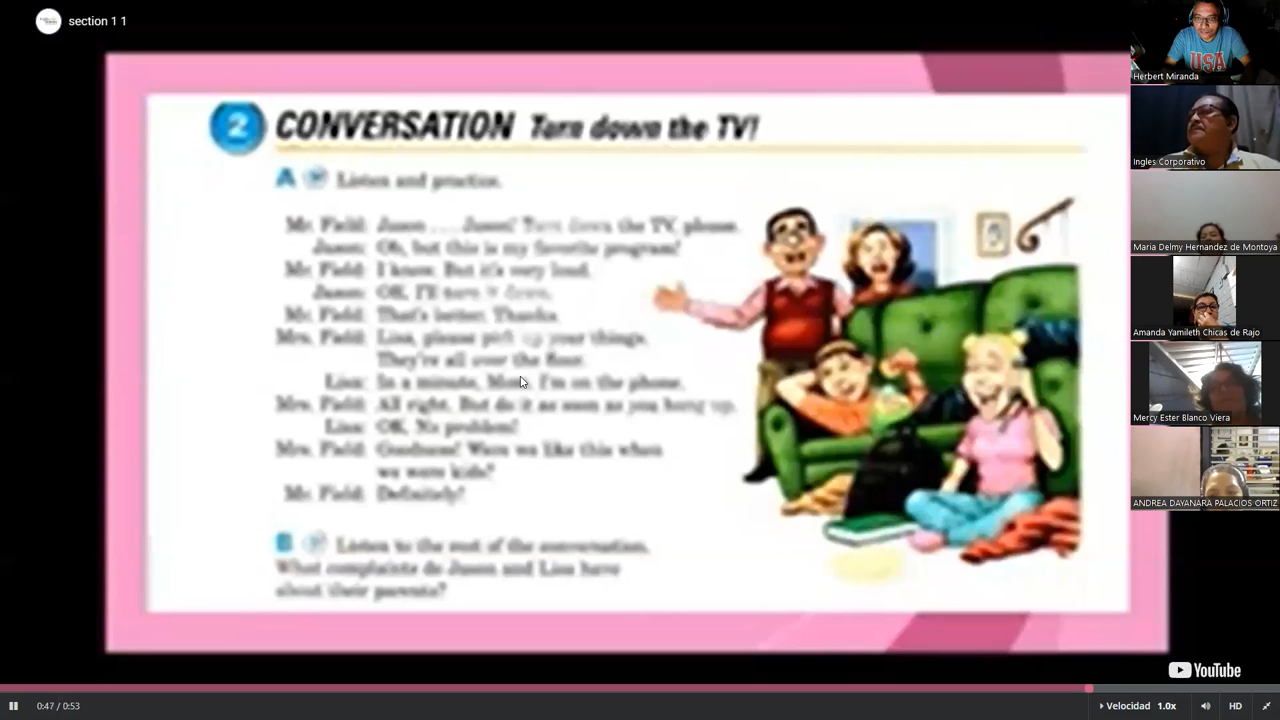 section 1 1
2 CONVERSATION Turn down the TV!
A Listen and practice.
Mr. Field: Jason . . . . Jason! Turn down the TV, please.
Jason: Oh, but this is my favorite program!
Mr. Field: I know. But it's very loud.
Jason: OK. I'll turn it down.
Mr. Field: That's better. Thanks.
Mrs. Field: Lisa, please pick up your things.
They're all over the floor.
Lisa: In a minute, Mom. I'm on the phone.
Mrs. Field: All right. But do it as soon as you hang up.
Lisa: OK. No problem!
Mrs. Field: Goodness! Were we like this when
we were kids?
Mr. Field: Definitely!
B Listen to the rest of the conversation.
What complaints do Jason and Lisa have
about their parents?
Herbert Miranda
Ingles Corporativo
Maria Delmy Hernandez de Montoya
Amanda Yamileth Chicas de Rajo
Mercy Ester Blanco Viera
ANDREA DAYANARA PALACIOS ORTIZ
YouTube
0:47 / 0:53
Velocidad 1.0x
HD